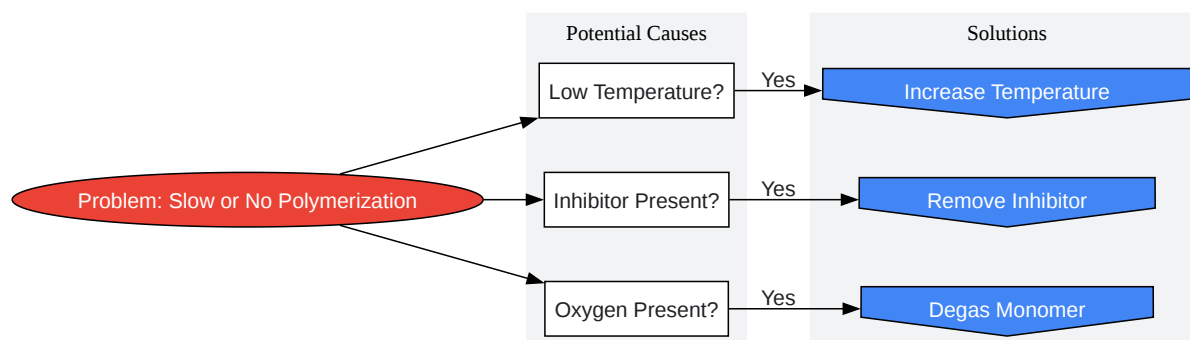 Potential Causes
Solutions
Low Temperature?
Yes
Increase Temperature
Problem: Slow or No Polymerization
Inhibitor Present?
Yes
Remove Inhibitor
Oxygen Present?
Yes
Degas Monomer